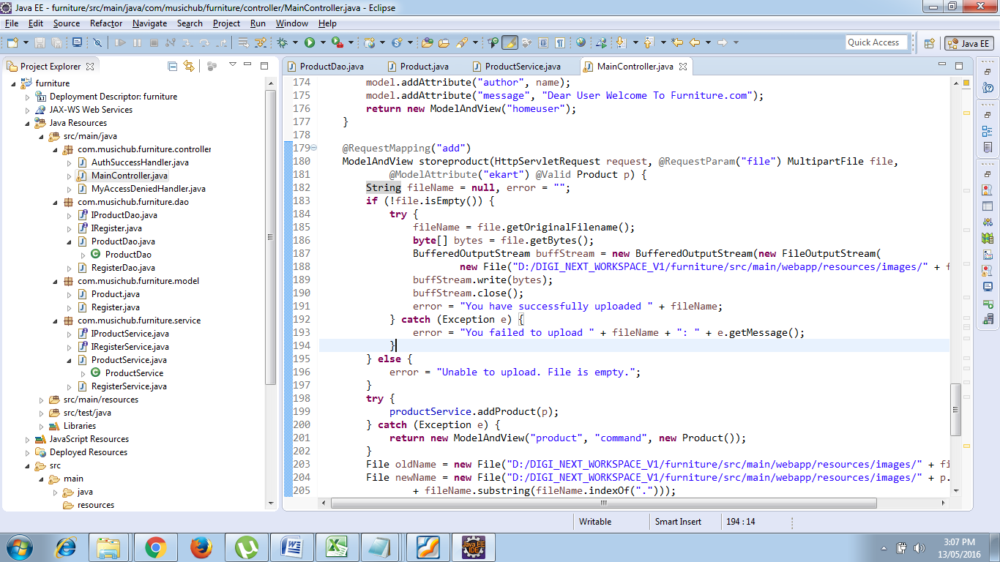 Java EE - furniture/src/main/java/com/musichub/furniture/controller/MainController.java - Eclipse
File Edit Source Refactor Navigate Search Project Run Window Help
Quick Access
Java EE
Project Explorer
furniture
Deployment Descriptor: furniture
JAX-WS Web Services
Java Resources
src/main/java
com.musichub.furniture.controller
AuthSuccessHandler.java
MainController.java
MyAccessDeniedHandler.java
com.musichub.furniture.dao
IProductDao.java
IRegister.java
ProductDao.java
ProductDao
RegisterDao.java
com.musichub.furniture.model
Product.java
Register.java
com.musichub.furniture.service
IProductService.java
IRegisterService.java
ProductService.java
ProductService
RegisterService.java
src/main/resources
src/test/java
Libraries
JavaScript Resources
Deployed Resources
src
main
java
resources
ProductDao.java Product.java ProductService.java MainController.java
174 model.addAttribute("author", name);
175 model.addAttribute("message", "Dear User Welcome To Furniture.com");
176 return new ModelAndView("homeuser");
177 }
178
179 @RequestMapping("add")
180 ModelAndView storeproduct(HttpServletRequest request, @RequestParam("file") MultipartFile file,
181 @ModelAttribute("ekart") @Valid Product p) {
182 String fileName = null, error = "";
183 if (!file.isEmpty()) {
184 try {
185 fileName = file.getOriginalFilename();
186 byte[] bytes = file.getBytes();
187 BufferedOutputStream buffStream = new BufferedOutputStream(new FileOutputStream(
188 new File("D:/DIGI_NEXT_WORKSPACE_V1/furniture/src/main/webapp/resources/images/" + f
189 buffStream.write(bytes);
190 buffStream.close();
191 error = "You have successfully uploaded " + fileName;
192 } catch (Exception e) {
193 error = "You failed to upload " + fileName + ": " + e.getMessage();
194 }
195 } else {
196 error = "Unable to upload. File is empty.";
197 }
198 try {
199 productService.addProduct(p);
200 } catch (Exception e) {
201 return new ModelAndView("product", "command", new Product());
202 }
203 File oldName = new File("D:/DIGI_NEXT_WORKSPACE_V1/furniture/src/main/webapp/resources/images/" + fi
204 File newName = new File("D:/DIGI_NEXT_WORKSPACE_V1/furniture/src/main/webapp/resources/images/" + p.
205 + fileName.substring(fileName.indexOf(".")));
Writable Smart Insert 194 : 14
Java EE IDE
3:07 PM
13/05/2016